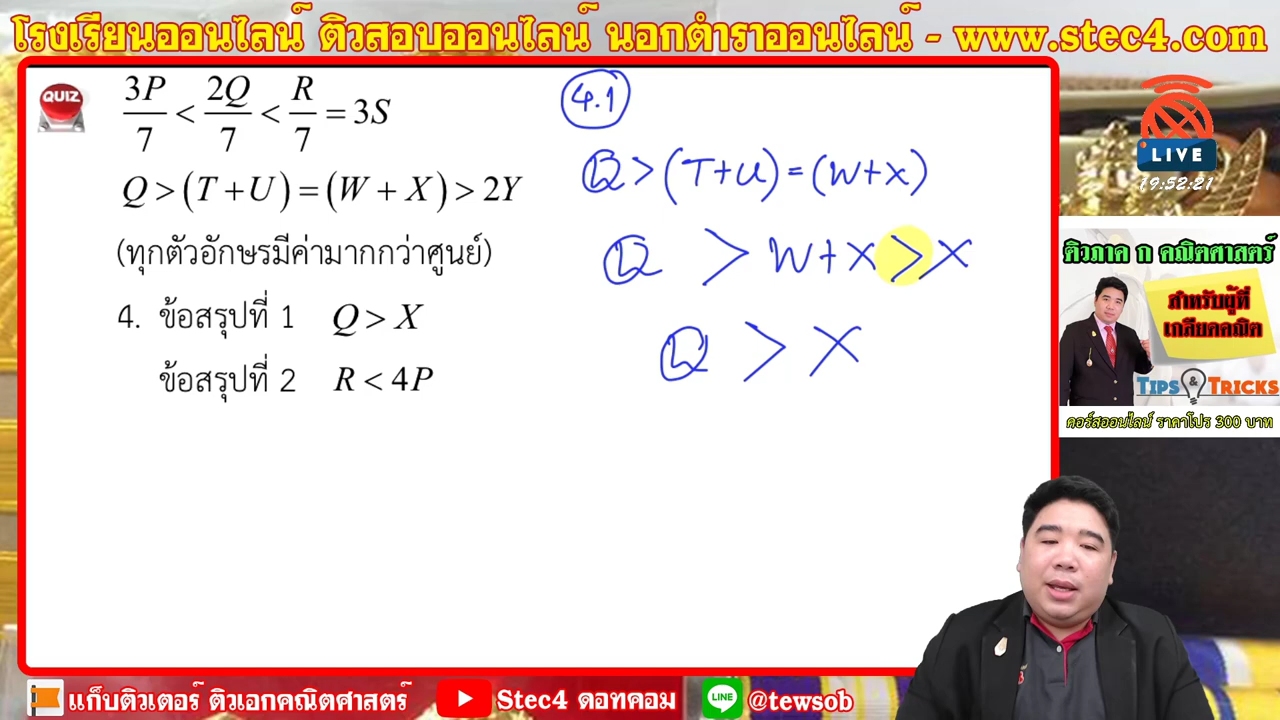 โรงเรียนออนไลน์ ติวสอบออนไลน์ นอกตำราออนไลน์ - www.stec4.com
QUIZ
3P/7 < 2Q/7 < R/7 = 3S
Q > (T + U) = (W + X) > 2Y
(ทุกตัวอักษรมีค่ามากกว่าศูนย์)
4. ข้อสรุปที่ 1 Q > X
ข้อสรุปที่ 2 R < 4P
4.1
Q > (T+U) = (W+X)
Q > W+X > X
Q > X
LIVE
19:52:21
ติวภาค ก คณิตศาสตร์
สำหรับผู้ที่
เกลียดคณิต
TIPS & TRICKS
คอร์สออนไลน์ ราคาโปร 300 บาท
แก็บติวเตอร์ ติวเอกคณิตศาสตร์
Stec4 ดอทคอม
LINE
@tewsob